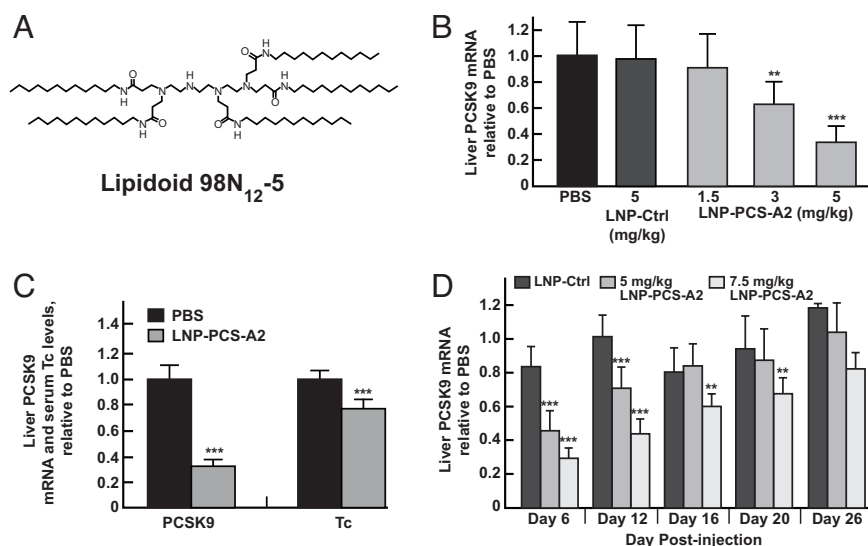 A
O
N
H
H
N
O
N
N
H
N
N
O
N
H
N
H
O
O
N
H
Lipidoid 98N12-5
B
Liver PCSK9 mRNA
relative to PBS
1.2
1.0
0.8
0.6
0.4
0.2
**
***
PBS 5 1.5 3 5
LNP-Ctrl LNP-PCS-A2 (mg/kg)
(mg/kg)
C
Liver PCSK9
mRNA and serum Tc levels,
relative to PBS
1.4
1.2
1.0
0.8
0.6
0.4
0.2
0
PBS
LNP-PCS-A2
***
***
PCSK9 Tc
D
Liver PCSK9 mRNA
relative to PBS
1.2
1.0
0.8
0.6
0.4
0.2
0
LNP-Ctrl 5 mg/kg 7.5 mg/kg
LNP-PCS-A2 LNP-PCS-A2
***
***
***
***
**
**
Day 6 Day 12 Day 16 Day 20 Day 26
Day Post-injection